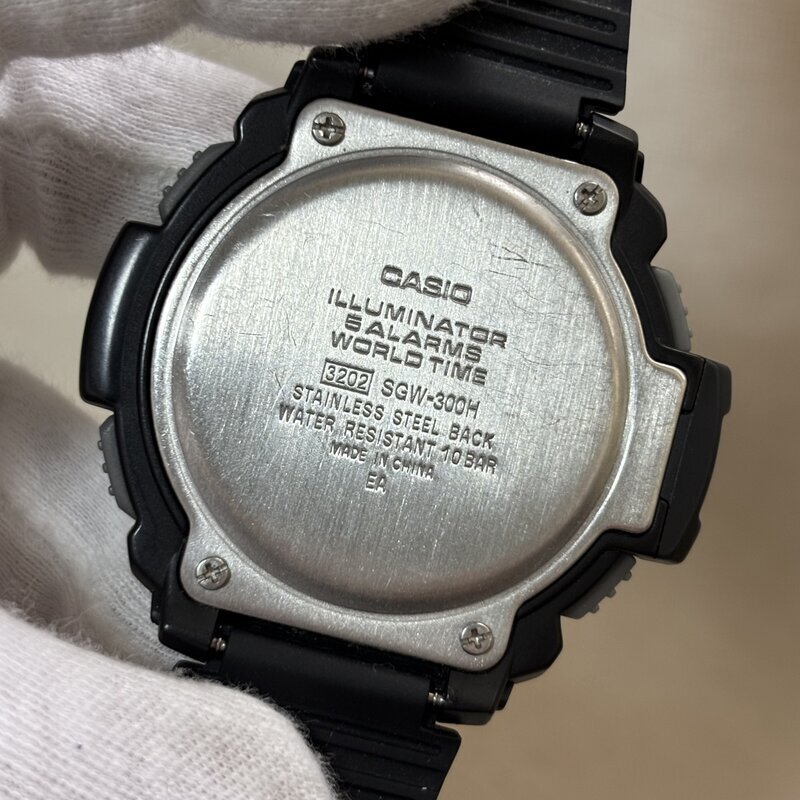 CASIO
ILLUMINATOR
5 ALARMS
WORLD TIME
3202 SGW-300H
STAINLESS STEEL BACK
WATER RESISTANT 10 BAR
MADE IN CHINA
EA